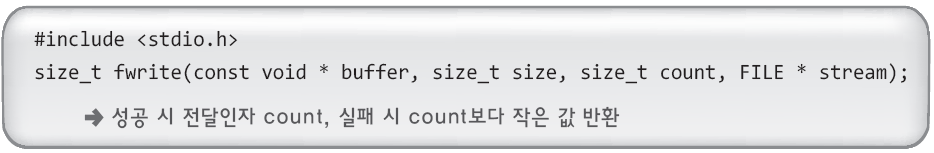 #include <stdio.h>
size_t fwrite(const void * buffer, size_t size, size_t count, FILE * stream);
➔ 성공 시 전달인자 count, 실패 시 count보다 작은 값 반환